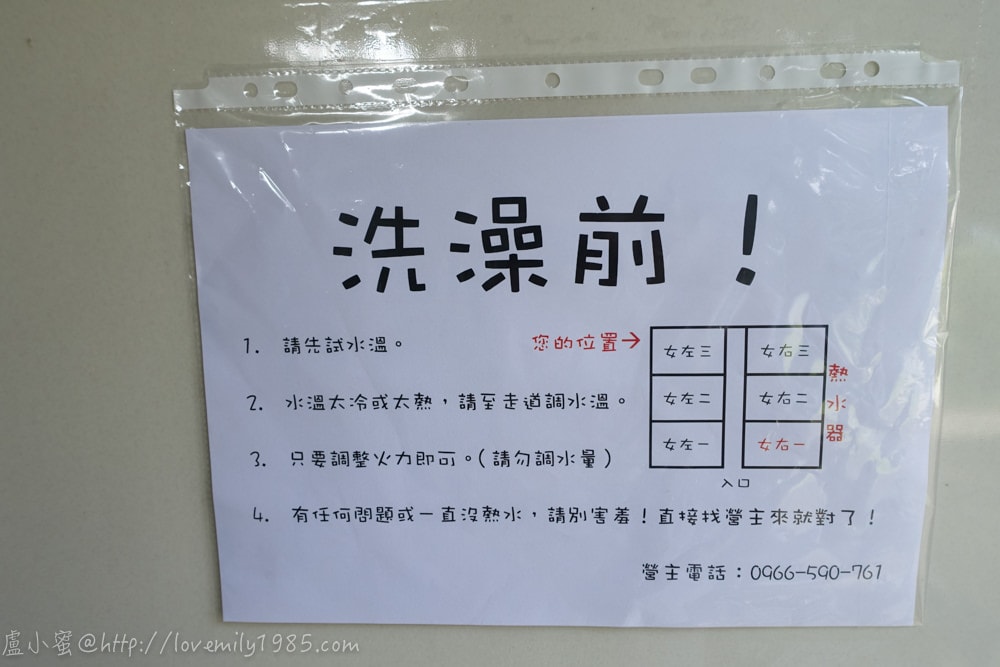 洗澡前！
1. 請先試水溫。
2. 水溫太冷或太熱，請至走道調水溫。
3. 只要調整火力即可。(請勿調水量)
4. 有任何問題或一直沒熱水，請別害羞！直接找營主來就對了！
您的位置→
女左三 女右三
女左二 女右二
女左一 女右一
熱水器
入口
營主電話：0966-590-761
盧小蜜@http://lovemily1985.com